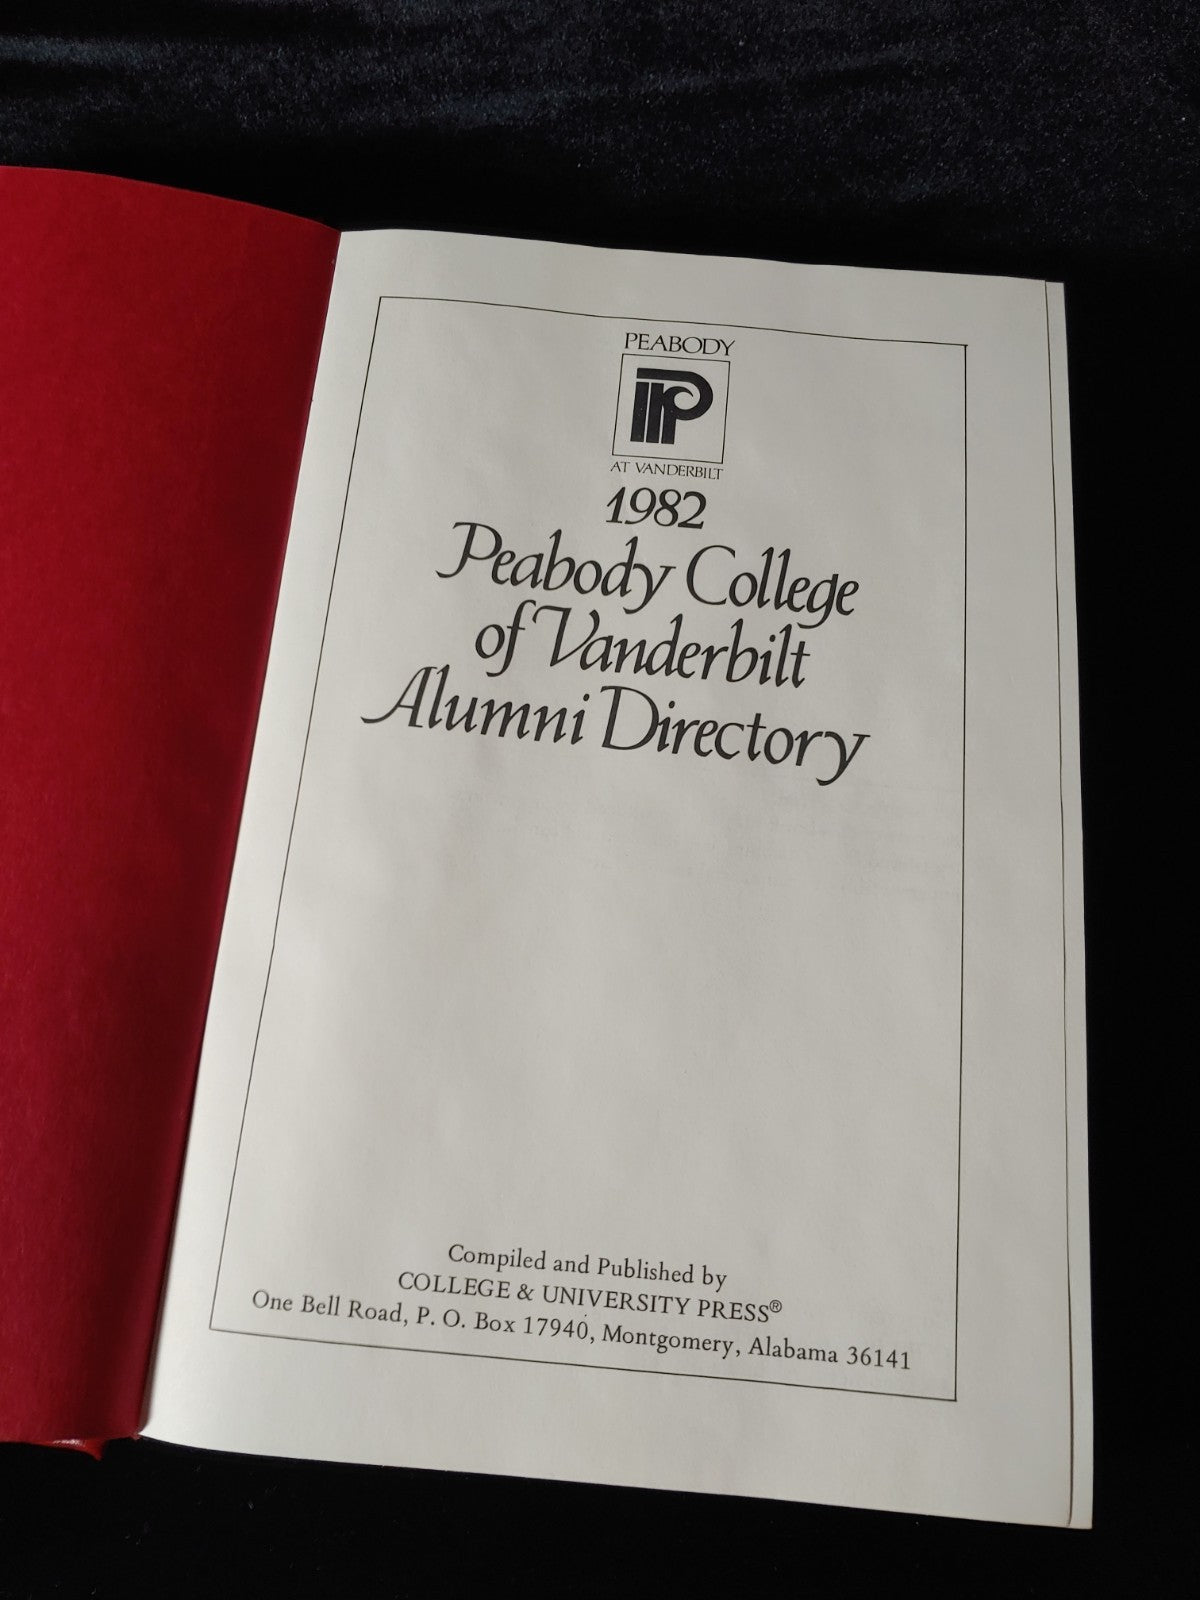 PEABODY
P
AT VANDERBILT
1982
Peabody College
of Vanderbilt
Alumni Directory
Compiled and Published by
COLLEGE & UNIVERSITY PRESS®
One Bell Road, P. O. Box 17940, Montgomery, Alabama 36141